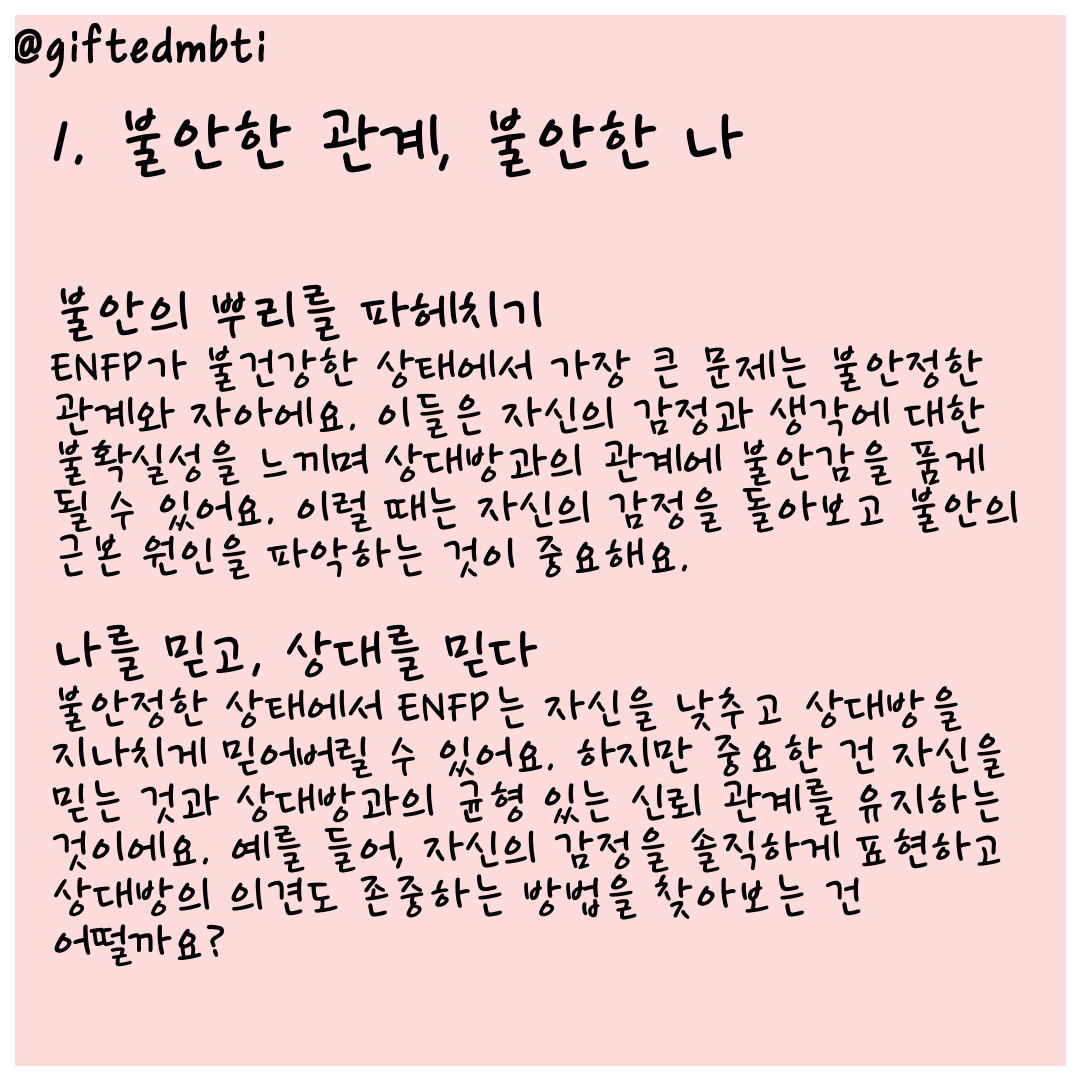 @giftedmbti
1. 불안한 관계, 불안한 나
불안의 뿌리를 파헤치기
ENFP가 불건강한 상태에서 가장 큰 문제는 불안정한
관계와 자아에요. 이들은 자신의 감정과 생각에 대한
불확실성을 느끼며 상대방과의 관계에 불안감을 품게
될 수 있어요. 이럴 때는 자신의 감정을 돌아보고 불안의
근본 원인을 파악하는 것이 중요해요.
나를 믿고, 상대를 믿다
불안정한 상태에서 ENFP는 자신을 낮추고 상대방을
지나치게 믿어버릴 수 있어요. 하지만 중요한 건 자신을
믿는 것과 상대방과의 균형 있는 신뢰 관계를 유지하는
것이에요. 예를 들어, 자신의 감정을 솔직하게 표현하고
상대방의 의견도 존중하는 방법을 찾아보는 건
어떨까요?